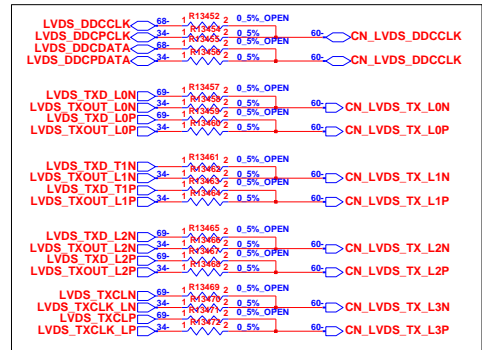 LVDS_DDCCLK 68- 1 R13452 2 0_5%_OPEN
LVDS_DDCPCLK 34- 1 R13454 2 0_5% 60- CN_LVDS_DDCCLK
LVDS_DDCDATA 68- 1 R13455 2 0_5%_OPEN
LVDS_DDCPDATA 34- 1 R13456 2 0_5% 60- CN_LVDS_DDCCLK
LVDS_TXD_L0N 69- 1 R13457 2 0_5%_OPEN
LVDS_TXOUT_L0N 34- 1 R13458 2 0_5% 60- CN_LVDS_TX_L0N
LVDS_TXD_L0P 69- 1 R13459 2 0_5%_OPEN
LVDS_TXOUT_L0P 34- 1 R13460 2 0_5% 60- CN_LVDS_TX_L0P
LVDS_TXD_T1N 69- 1 R13461 2 0_5%_OPEN
LVDS_TXOUT_L1N 34- 1 R13462 2 0_5% 60- CN_LVDS_TX_L1N
LVDS_TXD_T1P 69- 1 R13463 2 0_5%_OPEN
LVDS_TXOUT_L1P 34- 1 R13464 2 0_5% 60- CN_LVDS_TX_L1P
LVDS_TXD_L2N 69- 1 R13465 2 0_5%_OPEN
LVDS_TXOUT_L2N 34- 1 R13466 2 0_5% 60- CN_LVDS_TX_L2N
LVDS_TXD_L2P 69- 1 R13467 2 0_5%_OPEN
LVDS_TXOUT_L2P 34- 1 R13468 2 0_5% 60- CN_LVDS_TX_L2P
LVDS_TXCLN 69- 1 R13469 2 0_5%_OPEN
LVDS_TXCLK_LN 34- 1 R13470 2 0_5% 60- CN_LVDS_TX_L3N
LVDS_TXCLP 69- 1 R13471 2 0_5%_OPEN
LVDS_TXCLK_LP 34- 1 R13472 2 0_5% 60- CN_LVDS_TX_L3P